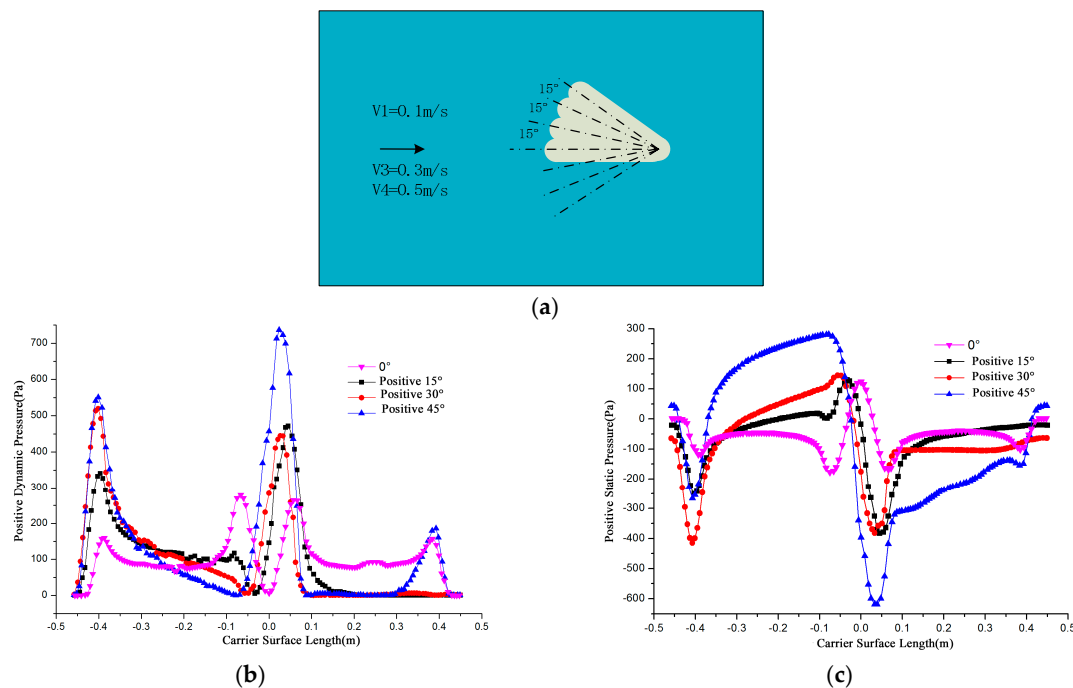 15°
15°
V1=0.1m/s
15°
V3=0.3m/s
V4=0.5m/s
(a)
Positive Dynamic Pressure(Pa)
700
600
500
400
300
200
100
0
-0.5 -0.4 -0.3 -0.2 -0.1 0.0 0.1 0.2 0.3 0.4 0.5
Carrier Surface Length(m)
0°
Positive 15°
Positive 30°
Positive 45°
(b)
Positive Static Pressure(Pa)
300
200
100
0
-100
-200
-300
-400
-500
-600
-0.5 -0.4 -0.3 -0.2 -0.1 0.0 0.1 0.2 0.3 0.4 0.5
Carrier Surface Length(m)
0°
Positive 15°
Positive 30°
Positive 45°
(c)